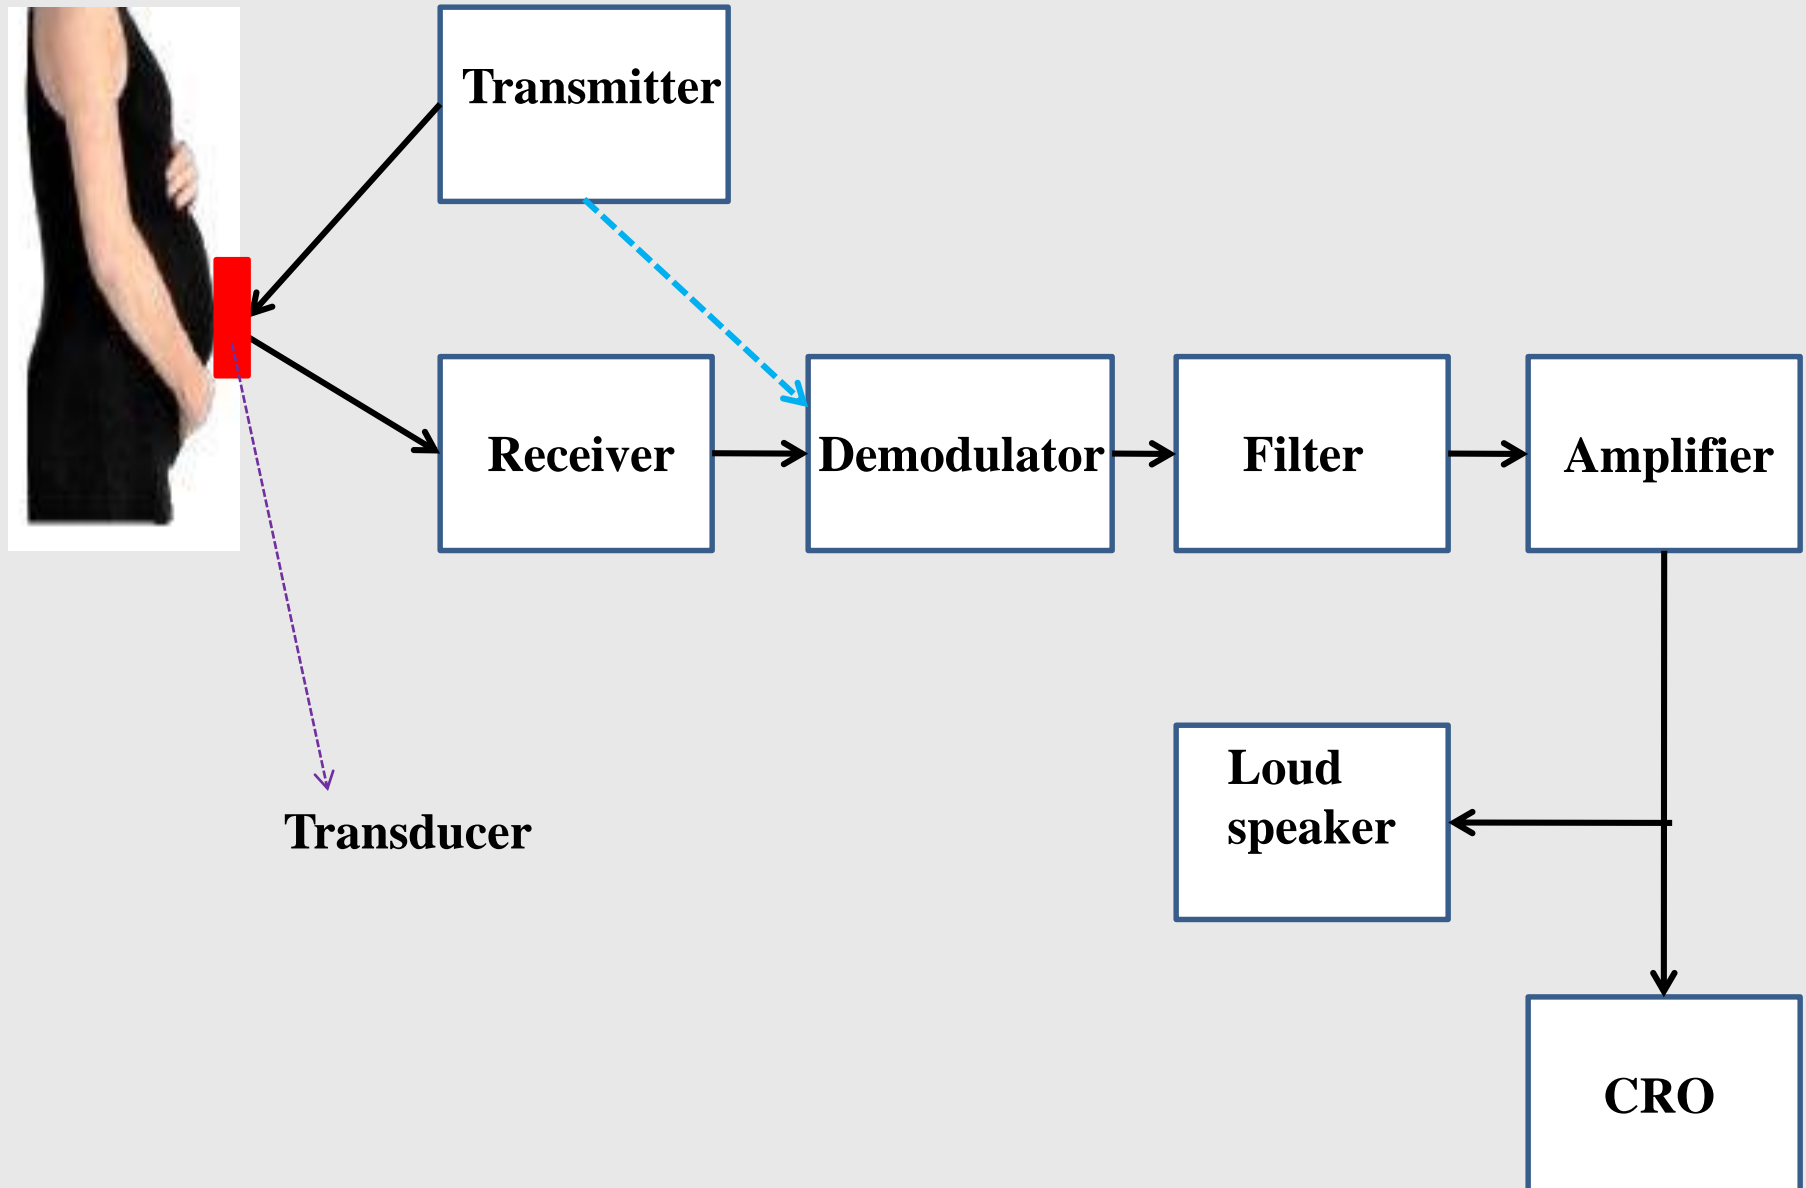 Transmitter
Receiver
Demodulator
Filter
Amplifier
Loud
speaker
Transducer
CRO